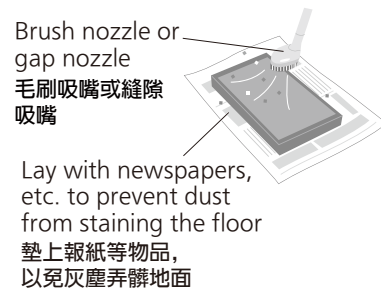 Brush nozzle or
gap nozzle
毛刷吸嘴或縫隙
吸嘴
Lay with newspapers,
etc. to prevent dust
from staining the floor
墊上報紙等物品，
以免灰塵弄髒地面